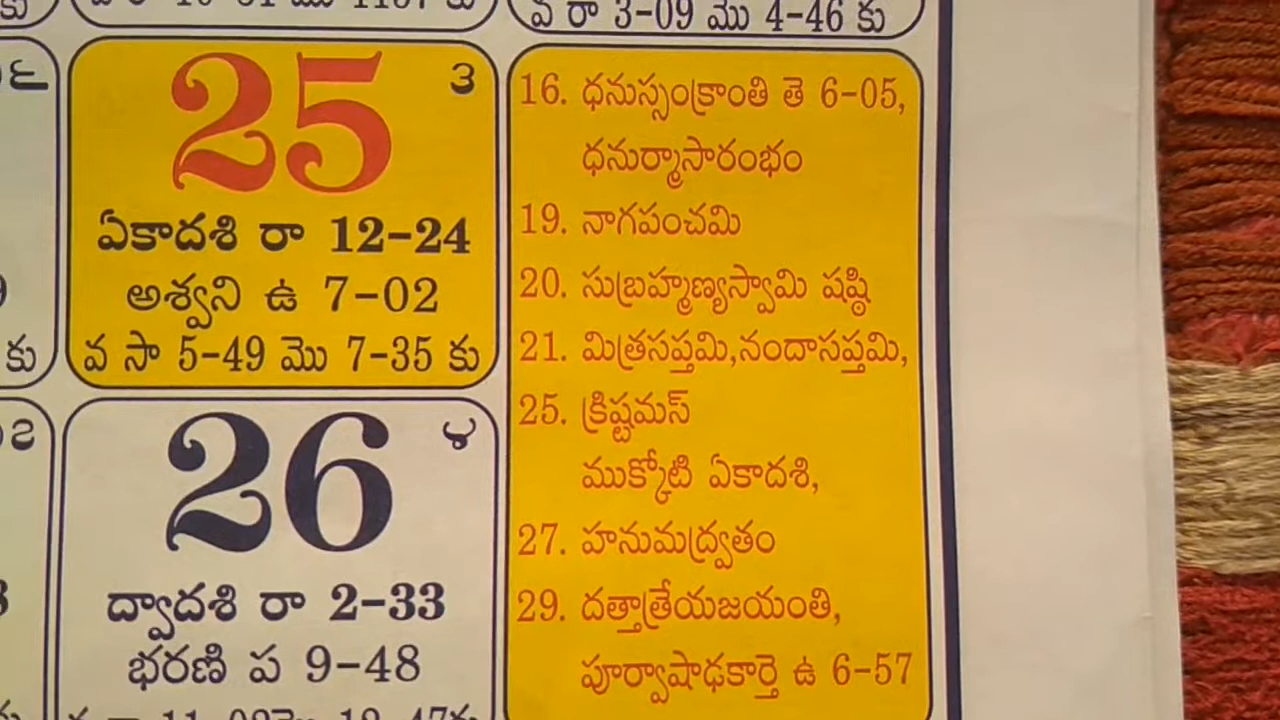 వ రా 3-09 మొ 4-46 కు
కు
25
3
ఏకాదశి రా 12-24
అశ్వని ఉ 7-02
వ సా 5-49 మొ 7-35 కు
26
ద్వాదశి రా 2-33
భరణి ప 9-48
16. ధనుస్సంక్రాంతి తె 6-05,
ధనుర్మాసారంభం
19. నాగపంచమి
20. సుబ్రహ్మణ్యస్వామి షష్ఠి
21. మిత్రసప్తమి,నందాసప్తమి,
25. క్రిష్టమస్
ముక్కోటి ఏకాదశి,
27. హనుమద్వ్రతం
29. దత్తాత్రేయజయంతి,
పూర్వాషాఢకార్తె ఉ 6-57